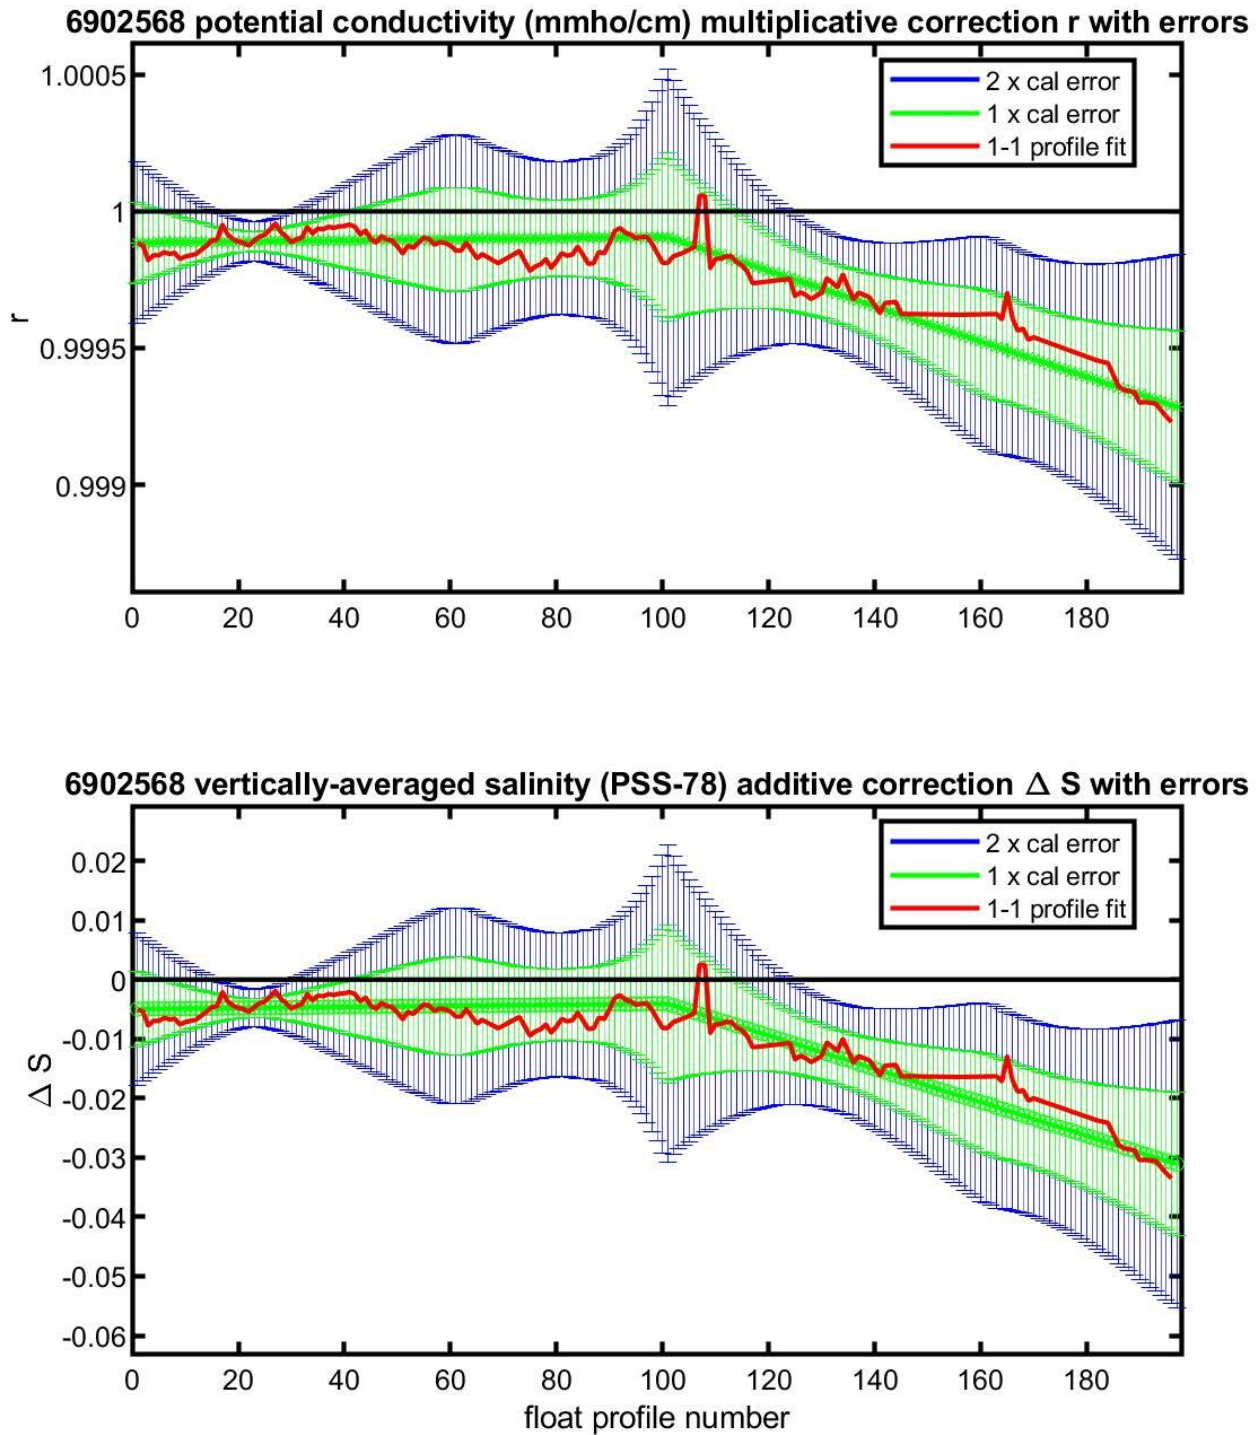 6902568 potential conductivity (mmho/cm) multiplicative correction r with errors
1.0005
1
0.9995
0.999
r
2 x cal error
1 x cal error
1-1 profile fit
0 20 40 60 80 100 120 140 160 180
6902568 vertically-averaged salinity (PSS-78) additive correction Δ S with errors
0.02
0.01
0
-0.01
-0.02
-0.03
-0.04
-0.05
-0.06
Δ S
2 x cal error
1 x cal error
1-1 profile fit
0 20 40 60 80 100 120 140 160 180
float profile number